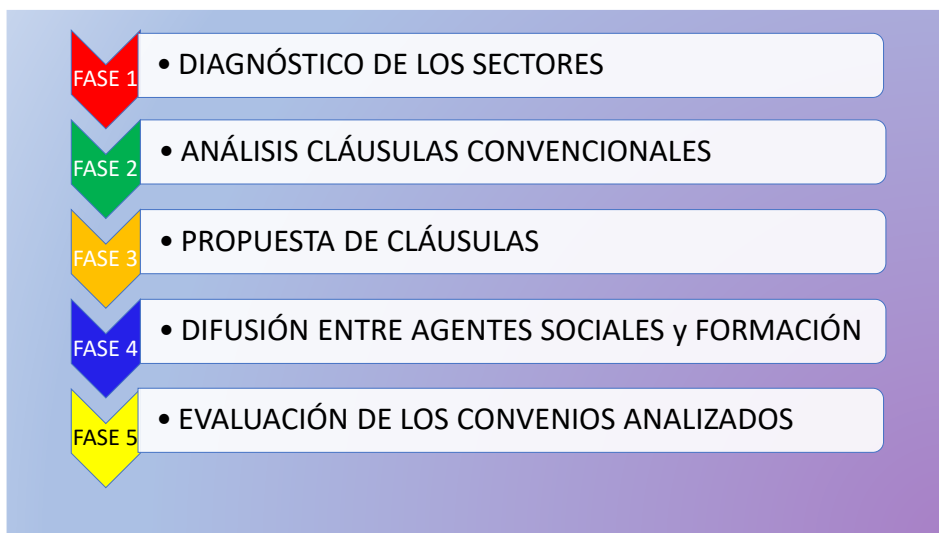 FASE 1
• DIAGNÓSTICO DE LOS SECTORES
FASE 2
• ANÁLISIS CLÁUSULAS CONVENCIONALES
FASE 3
• PROPUESTA DE CLÁUSULAS
FASE 4
• DIFUSIÓN ENTRE AGENTES SOCIALES y FORMACIÓN
FASE 5
• EVALUACIÓN DE LOS CONVENIOS ANALIZADOS